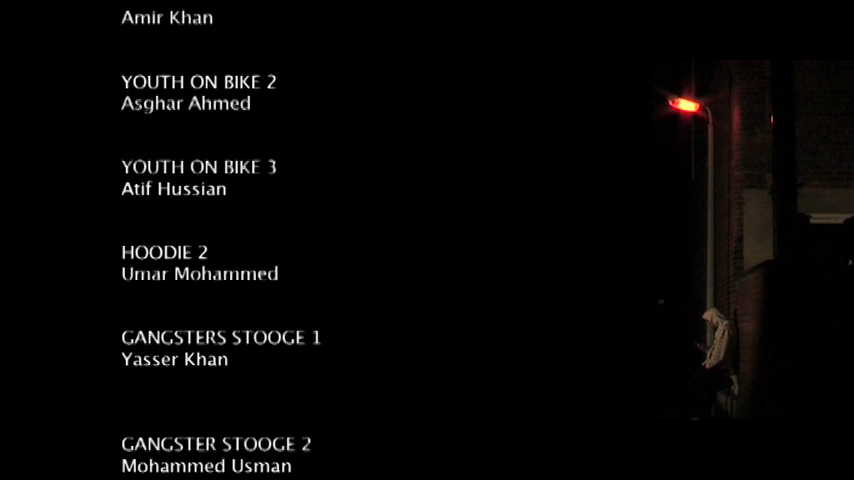 Amir Khan
YOUTH ON BIKE 2
Asghar Ahmed
YOUTH ON BIKE 3
Atif Hussian
HOODIE 2
Umar Mohammed
GANGSTERS STOOGE 1
Yasser Khan
GANGSTER STOOGE 2
Mohammed Usman